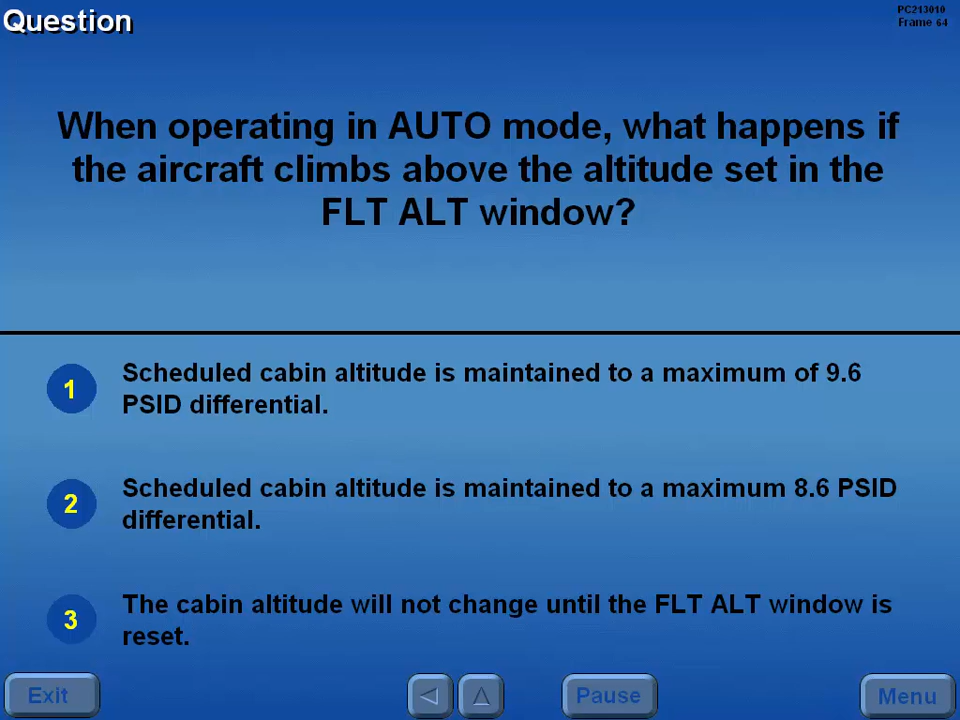 Question
PC213010
Frame 64
When operating in AUTO mode, what happens if
the aircraft climbs above the altitude set in the
FLT ALT window?
1
Scheduled cabin altitude is maintained to a maximum of 9.6
PSID differential.
2
Scheduled cabin altitude is maintained to a maximum 8.6 PSID
differential.
3
The cabin altitude will not change until the FLT ALT window is
reset.
Exit
Pause
Menu